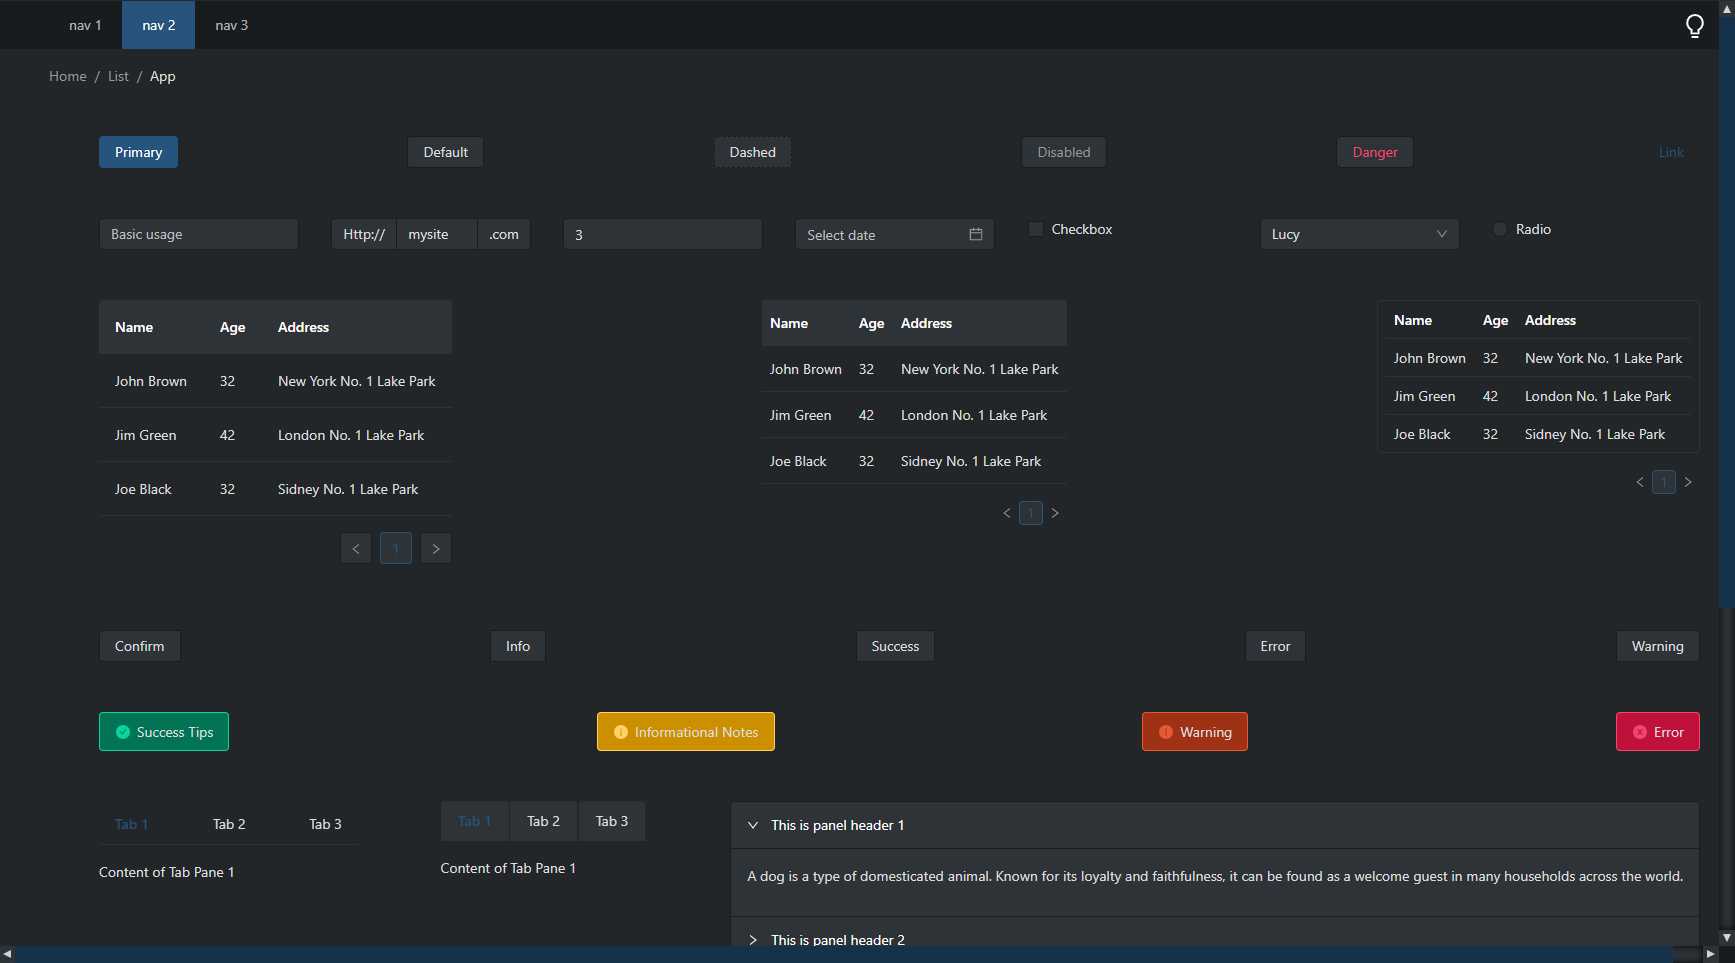 nav 1 nav 2 nav 3
Home / List / App
Primary Default Dashed Disabled Danger Link
Basic usage Http:// mysite .com 3 Select date Checkbox Lucy Radio
Name Age Address
John Brown 32 New York No. 1 Lake Park
Jim Green 42 London No. 1 Lake Park
Joe Black 32 Sidney No. 1 Lake Park
< 1 >
Name Age Address
John Brown 32 New York No. 1 Lake Park
Jim Green 42 London No. 1 Lake Park
Joe Black 32 Sidney No. 1 Lake Park
< 1 >
Name Age Address
John Brown 32 New York No. 1 Lake Park
Jim Green 42 London No. 1 Lake Park
Joe Black 32 Sidney No. 1 Lake Park
< 1 >
Confirm Info Success Error Warning
Success Tips Informational Notes Warning Error
Tab 1 Tab 2 Tab 3
Content of Tab Pane 1
Tab 1 Tab 2 Tab 3
Content of Tab Pane 1
This is panel header 1
A dog is a type of domesticated animal. Known for its loyalty and faithfulness, it can be found as a welcome guest in many households across the world.
This is panel header 2